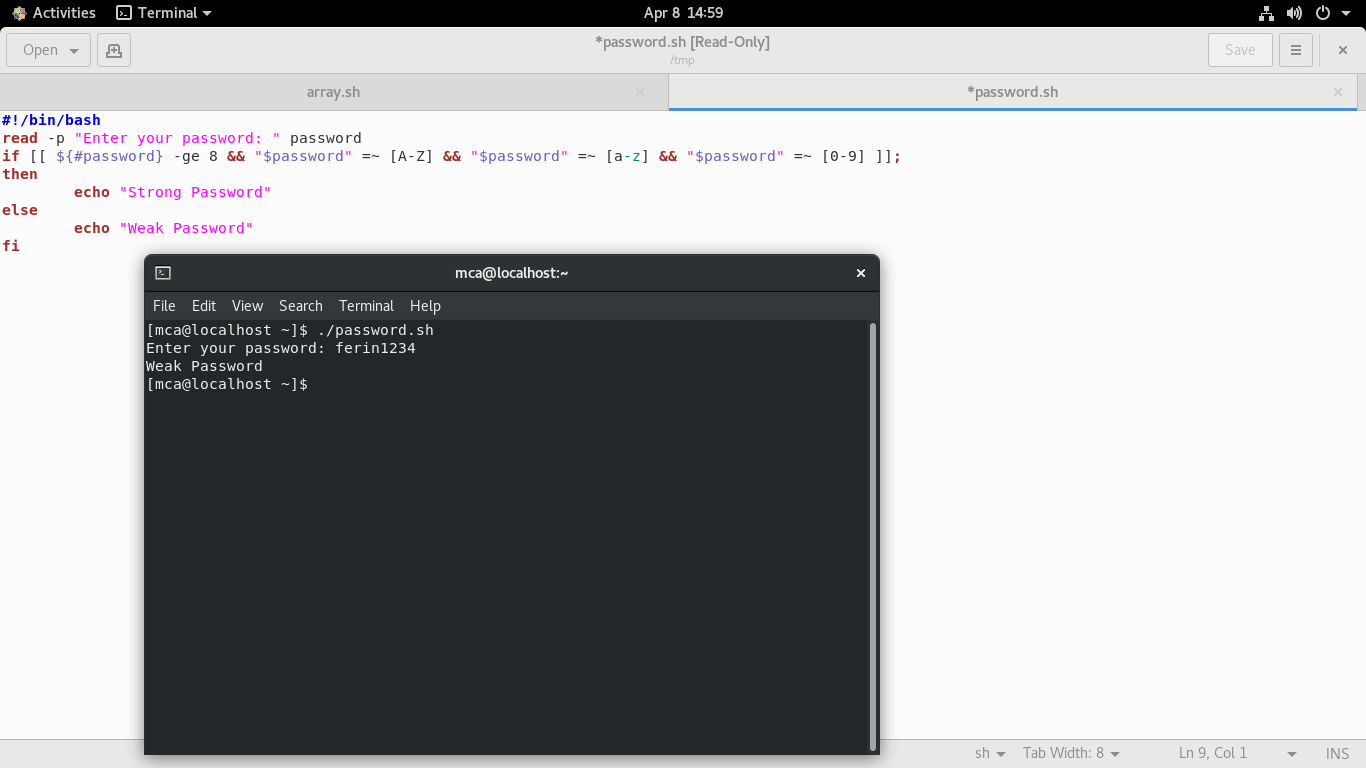 Activities Terminal Apr 8 14:59
Open *password.sh [Read-Only] Save
/tmp
array.sh *password.sh
#!/bin/bash
read -p "Enter your password: " password
if [[ ${#password} -ge 8 && "$password" =~ [A-Z] && "$password" =~ [a-z] && "$password" =~ [0-9] ]];
then
echo "Strong Password"
else
echo "Weak Password"
fi
mca@localhost:~
File Edit View Search Terminal Help
[mca@localhost ~]$ ./password.sh
Enter your password: ferin1234
Weak Password
[mca@localhost ~]$
sh Tab Width: 8 Ln 9, Col 1 INS